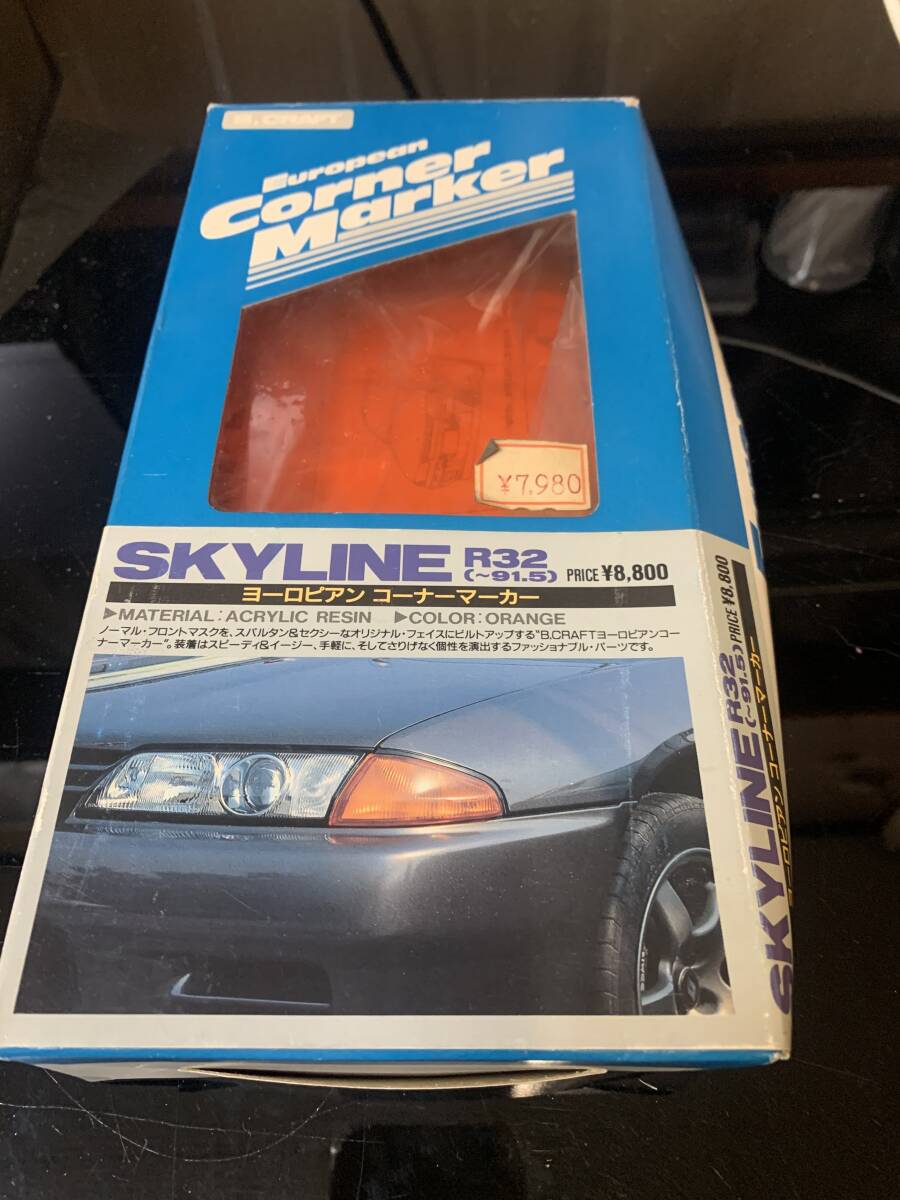 B.CRAFT
European
Corner
Marker
¥7,980
SKYLINE R32 (~91.5) PRICE ¥8,800
ヨーロピアン コーナーマーカー
▶MATERIAL:ACRYLIC RESIN ▶COLOR:ORANGE
ノーマル・フロントマスクを、スパルタン&セクシーなオリジナル・フェイスにビルトアップする"B.CRAFTヨーロピアンコー
ナーマーカー"。装着はスピーディ&イージー、手軽に、そしてさりげなく個性を演出するファッショナブル・パーツです。
SKYLINE R32 (~91.5) PRICE ¥8,800
ヨーロピアン コーナーマーカー